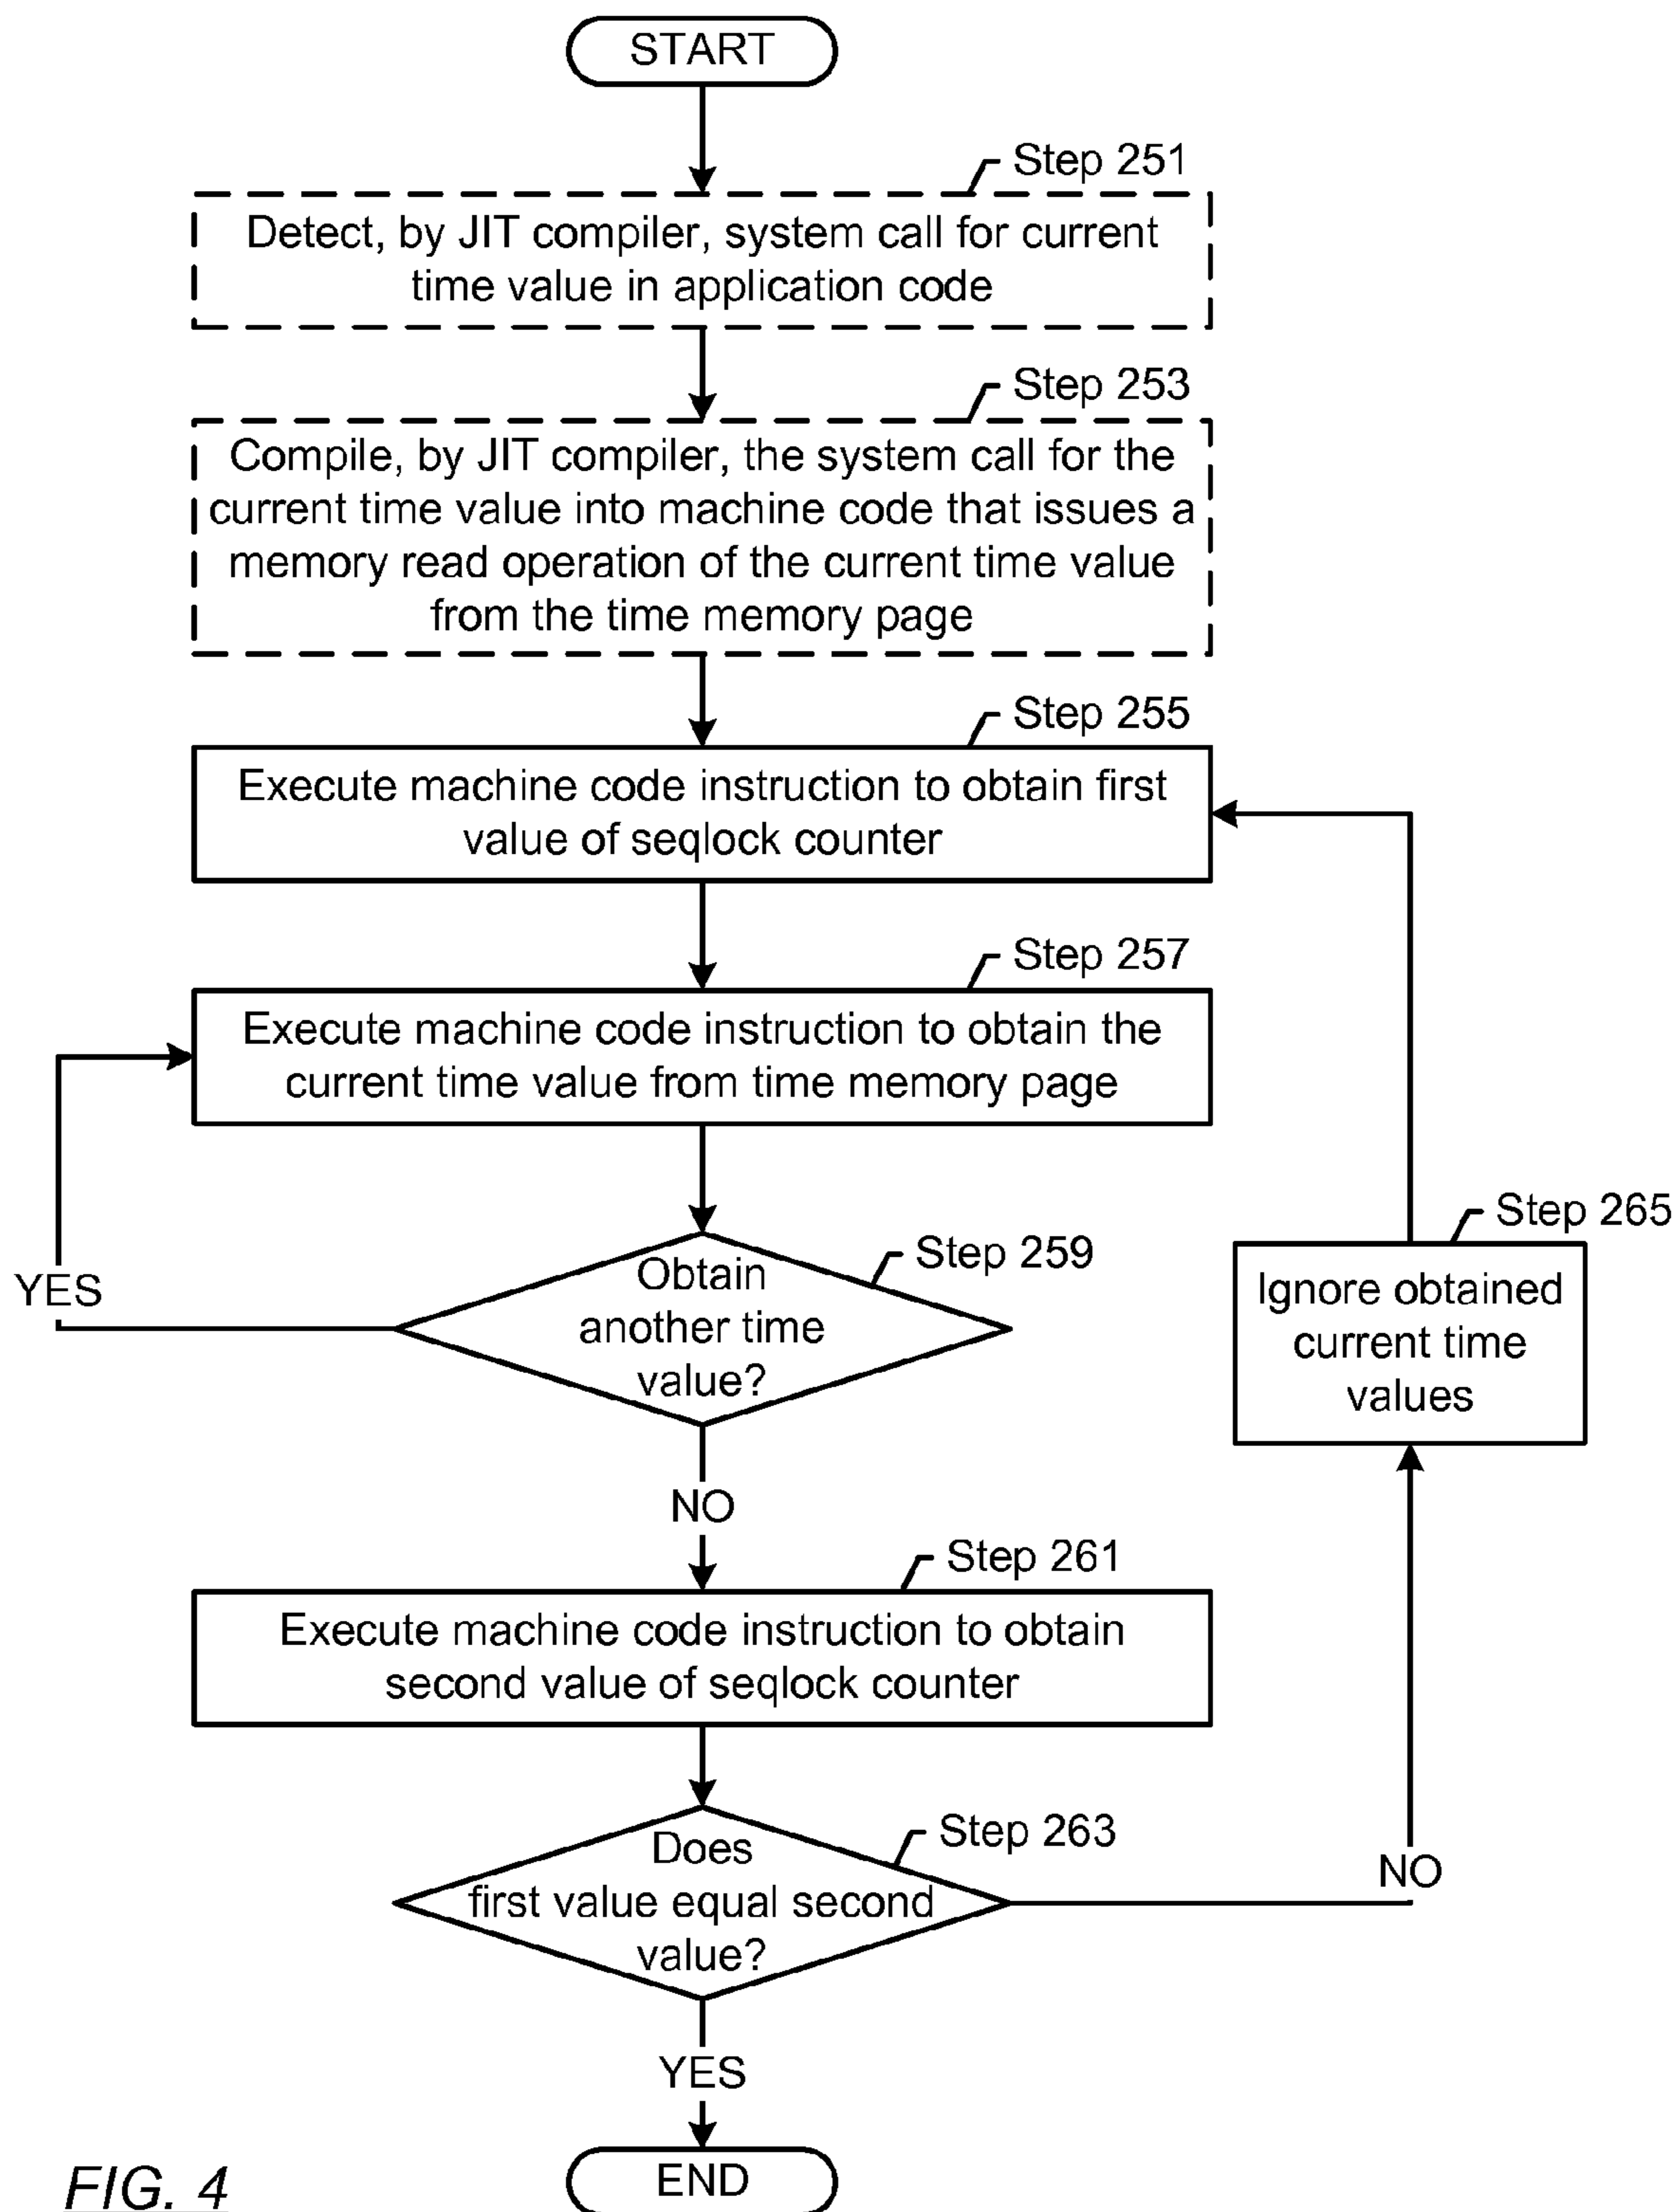 START
Step 251
Detect, by JIT compiler, system call for current
time value in application code
Step 253
Compile, by JIT compiler, the system call for the
current time value into machine code that issues a
memory read operation of the current time value
from the time memory page
Step 255
Execute machine code instruction to obtain first
value of seqlock counter
Step 257
Execute machine code instruction to obtain the
current time value from time memory page
Step 259
Obtain
another time
value?
YES
Step 265
Ignore obtained
current time
values
NO
Step 261
Execute machine code instruction to obtain
second value of seqlock counter
Step 263
Does
first value equal second
value?
NO
YES
END
FIG. 4